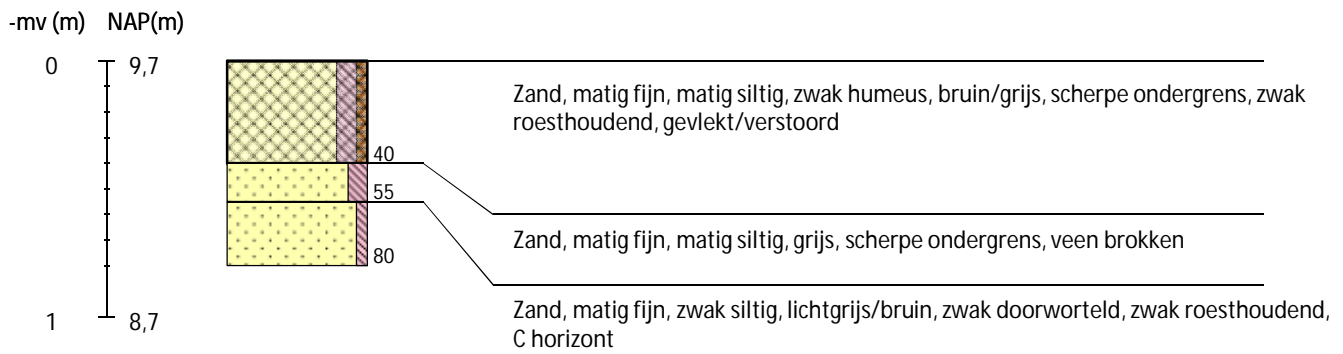 -mv (m) NAP(m)
0 9,7
Zand, matig fijn, matig siltig, zwak humeus, bruin/grijs, scherpe ondergrens, zwak
roesthoudend, gevlekt/verstoord
40
55
Zand, matig fijn, matig siltig, grijs, scherpe ondergrens, veen brokken
80
Zand, matig fijn, zwak siltig, lichtgrijs/bruin, zwak doorworteld, zwak roesthoudend,
1 8,7
C horizont